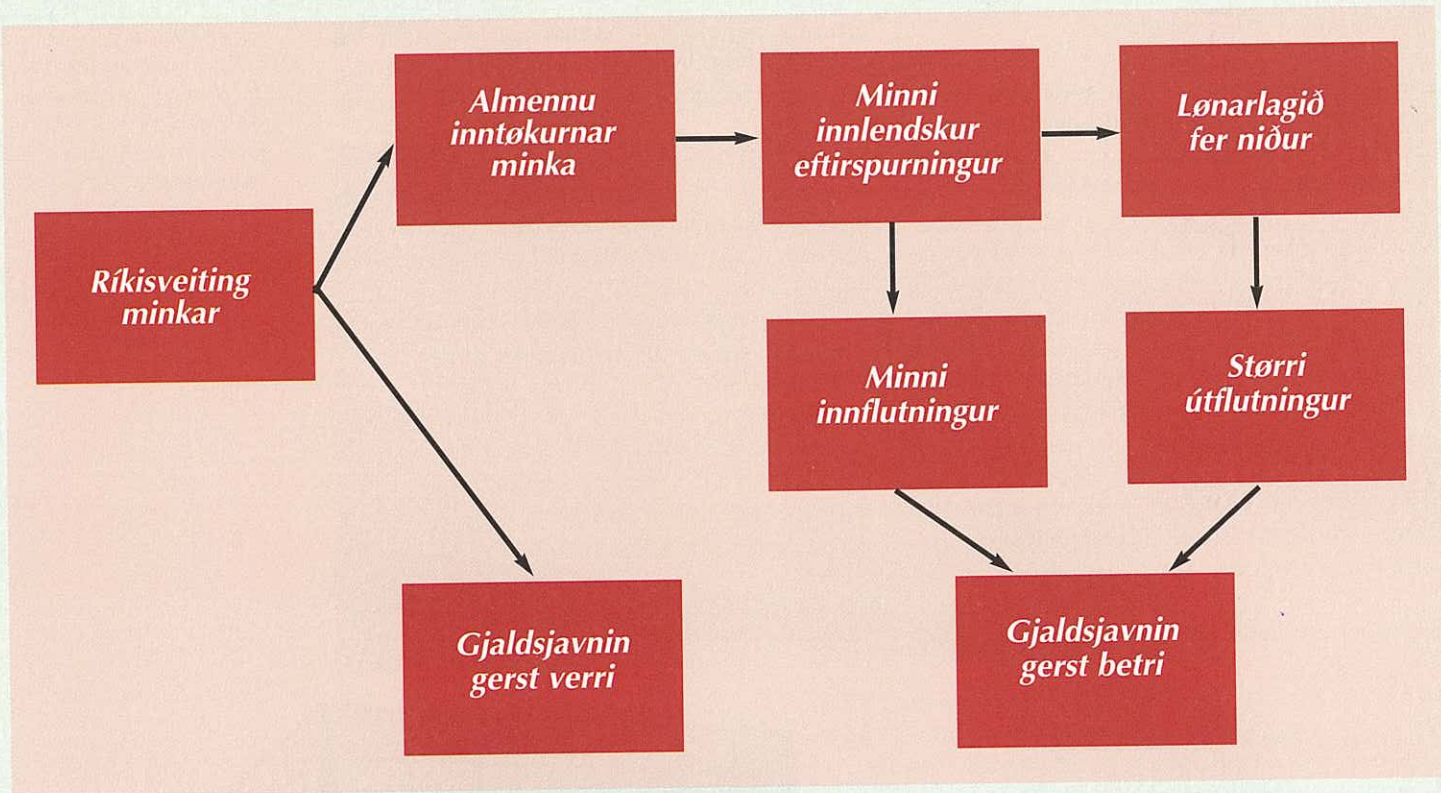 Almennu
inntøkurnar
minka
Minni
innlendskur
eftirspurningur
Lønarlagið
fer niður
Ríkisveiting
minkar
Minni
innflutningur
Størri
útflutningur
Gjaldsjavnin
gerst verri
Gjaldsjavnin
gerst betri